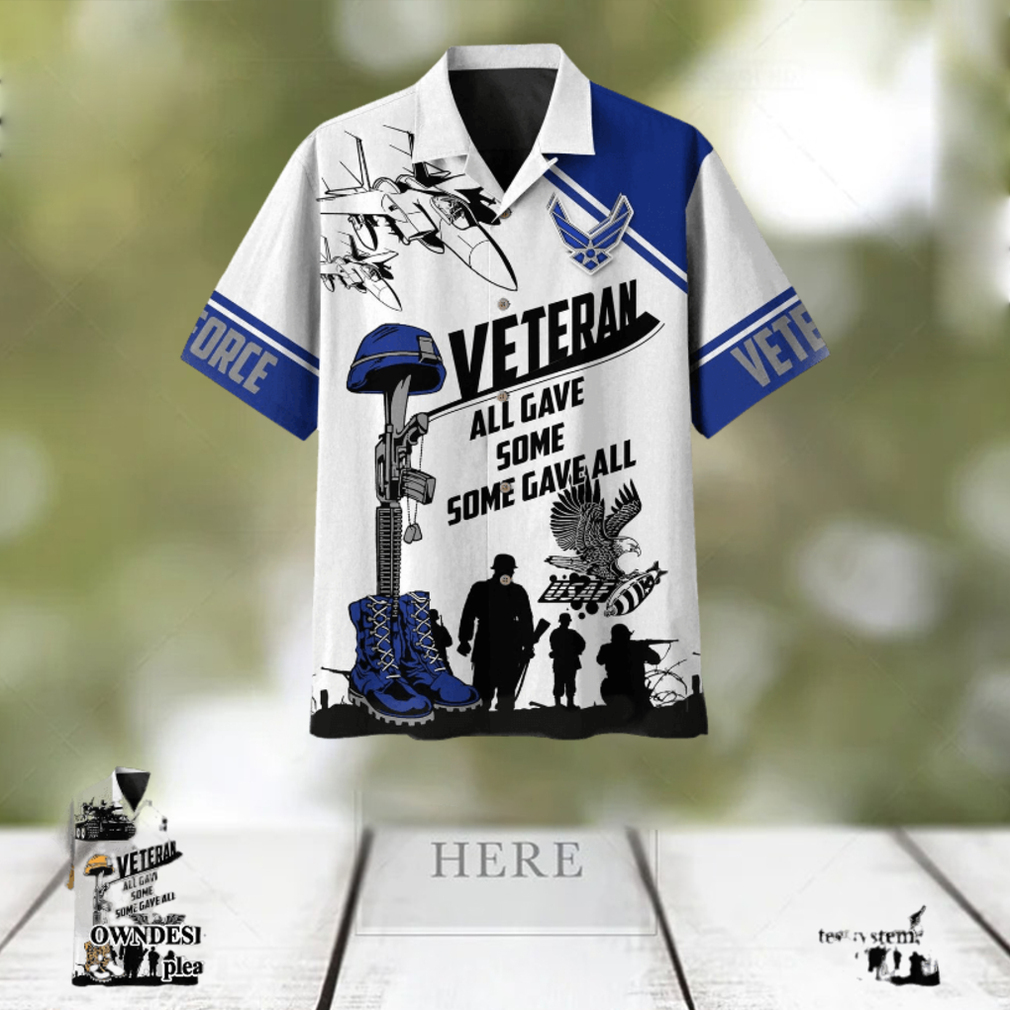 FORCE
VETE
VETERAN
ALL GAVE
SOME
SOME GAVE ALL
USAF
HERE
VETERAN
ALL GAVE
SOME
SOME GAVE ALL
OWNDESI
plea